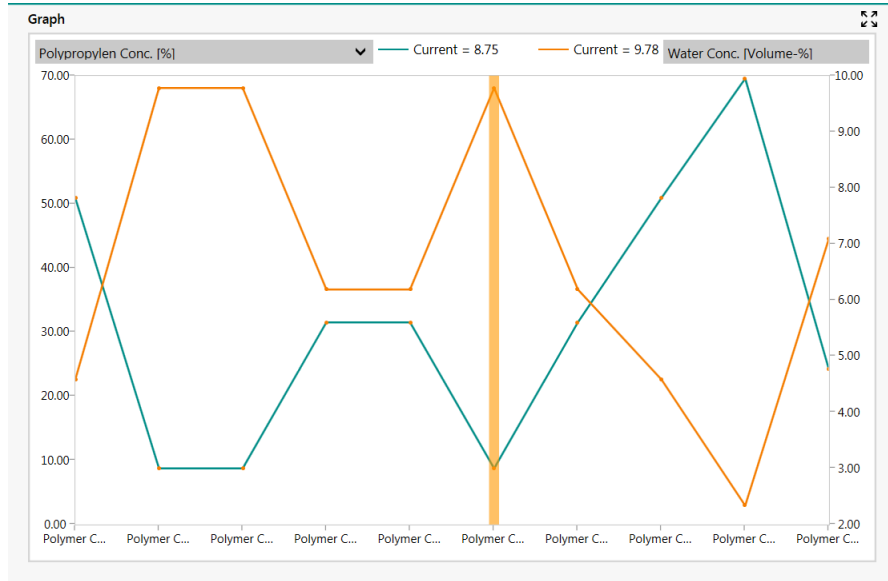 Graph
Polypropylen Conc. [%]
Current = 8.75
Current = 9.78
Water Conc. [Volume-%]
70.00
10.00
60.00
9.00
50.00
8.00
40.00
7.00
30.00
6.00
20.00
5.00
10.00
4.00
0.00
3.00
2.00
Polymer C... Polymer C... Polymer C... Polymer C... Polymer C... Polymer C... Polymer C... Polymer C... Polymer C... Polymer C...